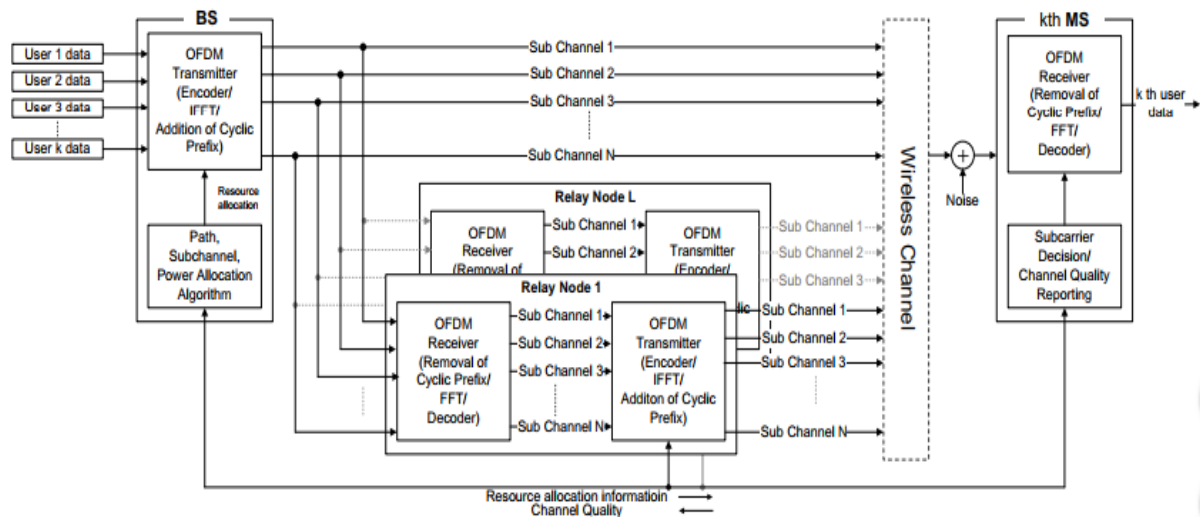 BS
User 1 data
User 2 data
User 3 data
User k data
OFDM
Transmitter
(Encoder/
IFFT/
Addition of Cyclic
Prefix)
Resource
allocation
Path,
Subchannel,
Power Allocation
Algorithm
Sub Channel 1
Sub Channel 2
Sub Channel 3
Sub Channel N
Relay Node L
OFDM
Receiver
(Removal of
Sub Channel 1
Sub Channel 2
OFDM
Transmitter
(Encoder/
lic
Sub Channel 1
Sub Channel 2
Sub Channel 3
Relay Node 1
OFDM
Receiver
(Removal of
Cyclic Prefix/
FFT/
Decoder)
Sub Channel 1
Sub Channel 2
Sub Channel 3
Sub Channel N
OFDM
Transmitter
(Encoder/
IFFT/
Additon of Cyclic
Prefix)
Sub Channel 1
Sub Channel 2
Sub Channel 3
Sub Channel N
Wireless Channel
Noise
kth MS
OFDM
Receiver
(Removal of
Cyclic Prefix/
FFT/
Decoder)
k th user
data
Subcarrier
Decision/
Channel Quality
Reporting
Resource allocation informatioin
Channel Quality